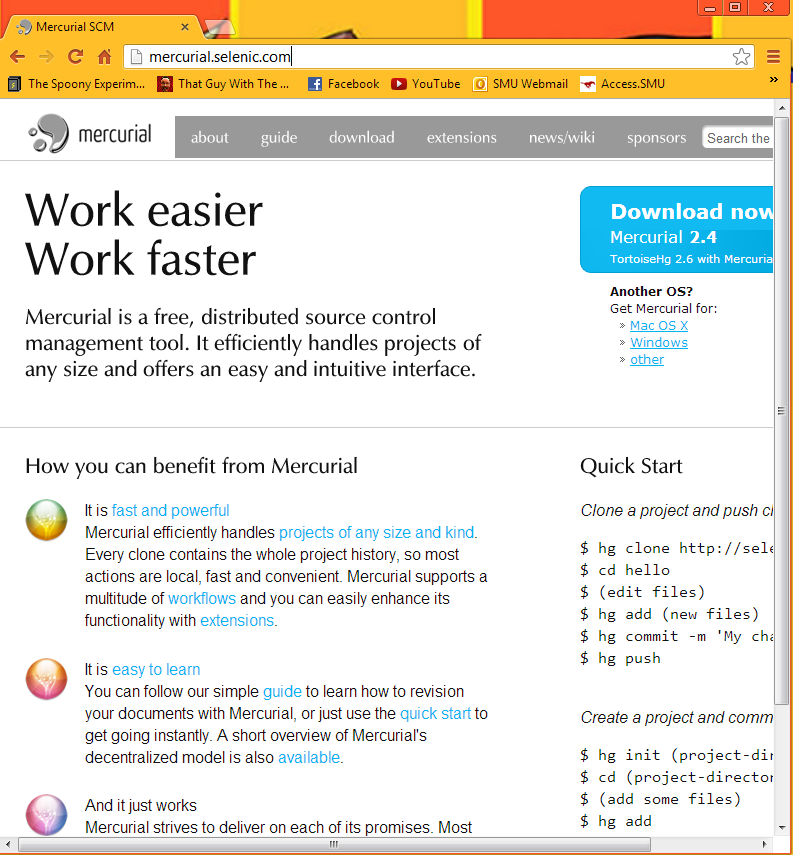 Mercurial SCM
mercurial.selenic.com
The Spoony Experim... That Guy With The ... Facebook YouTube SMU Webmail Access.SMU »
mercurial about guide download extensions news/wiki sponsors Search the
Work easier
Work faster
Mercurial is a free, distributed source control
management tool. It efficiently handles projects of
any size and offers an easy and intuitive interface.
Download now
Mercurial 2.4
TortoiseHg 2.6 with Mercuria
Another OS?
Get Mercurial for:
» Mac OS X
» Windows
» other
How you can benefit from Mercurial
It is fast and powerful
Mercurial efficiently handles projects of any size and kind.
Every clone contains the whole project history, so most
actions are local, fast and convenient. Mercurial supports a
multitude of workflows and you can easily enhance its
functionality with extensions.
It is easy to learn
You can follow our simple guide to learn how to revision
your documents with Mercurial, or just use the quick start to
get going instantly. A short overview of Mercurial's
decentralized model is also available.
And it just works
Mercurial strives to deliver on each of its promises. Most
Quick Start
Clone a project and push
$ hg clone http://sele
$ cd hello
$ (edit files)
$ hg add (new files)
$ hg commit -m 'My cha
$ hg push
Create a project and comm
$ hg init (project-dir
$ cd (project-director
$ (add some files)
$ hg add